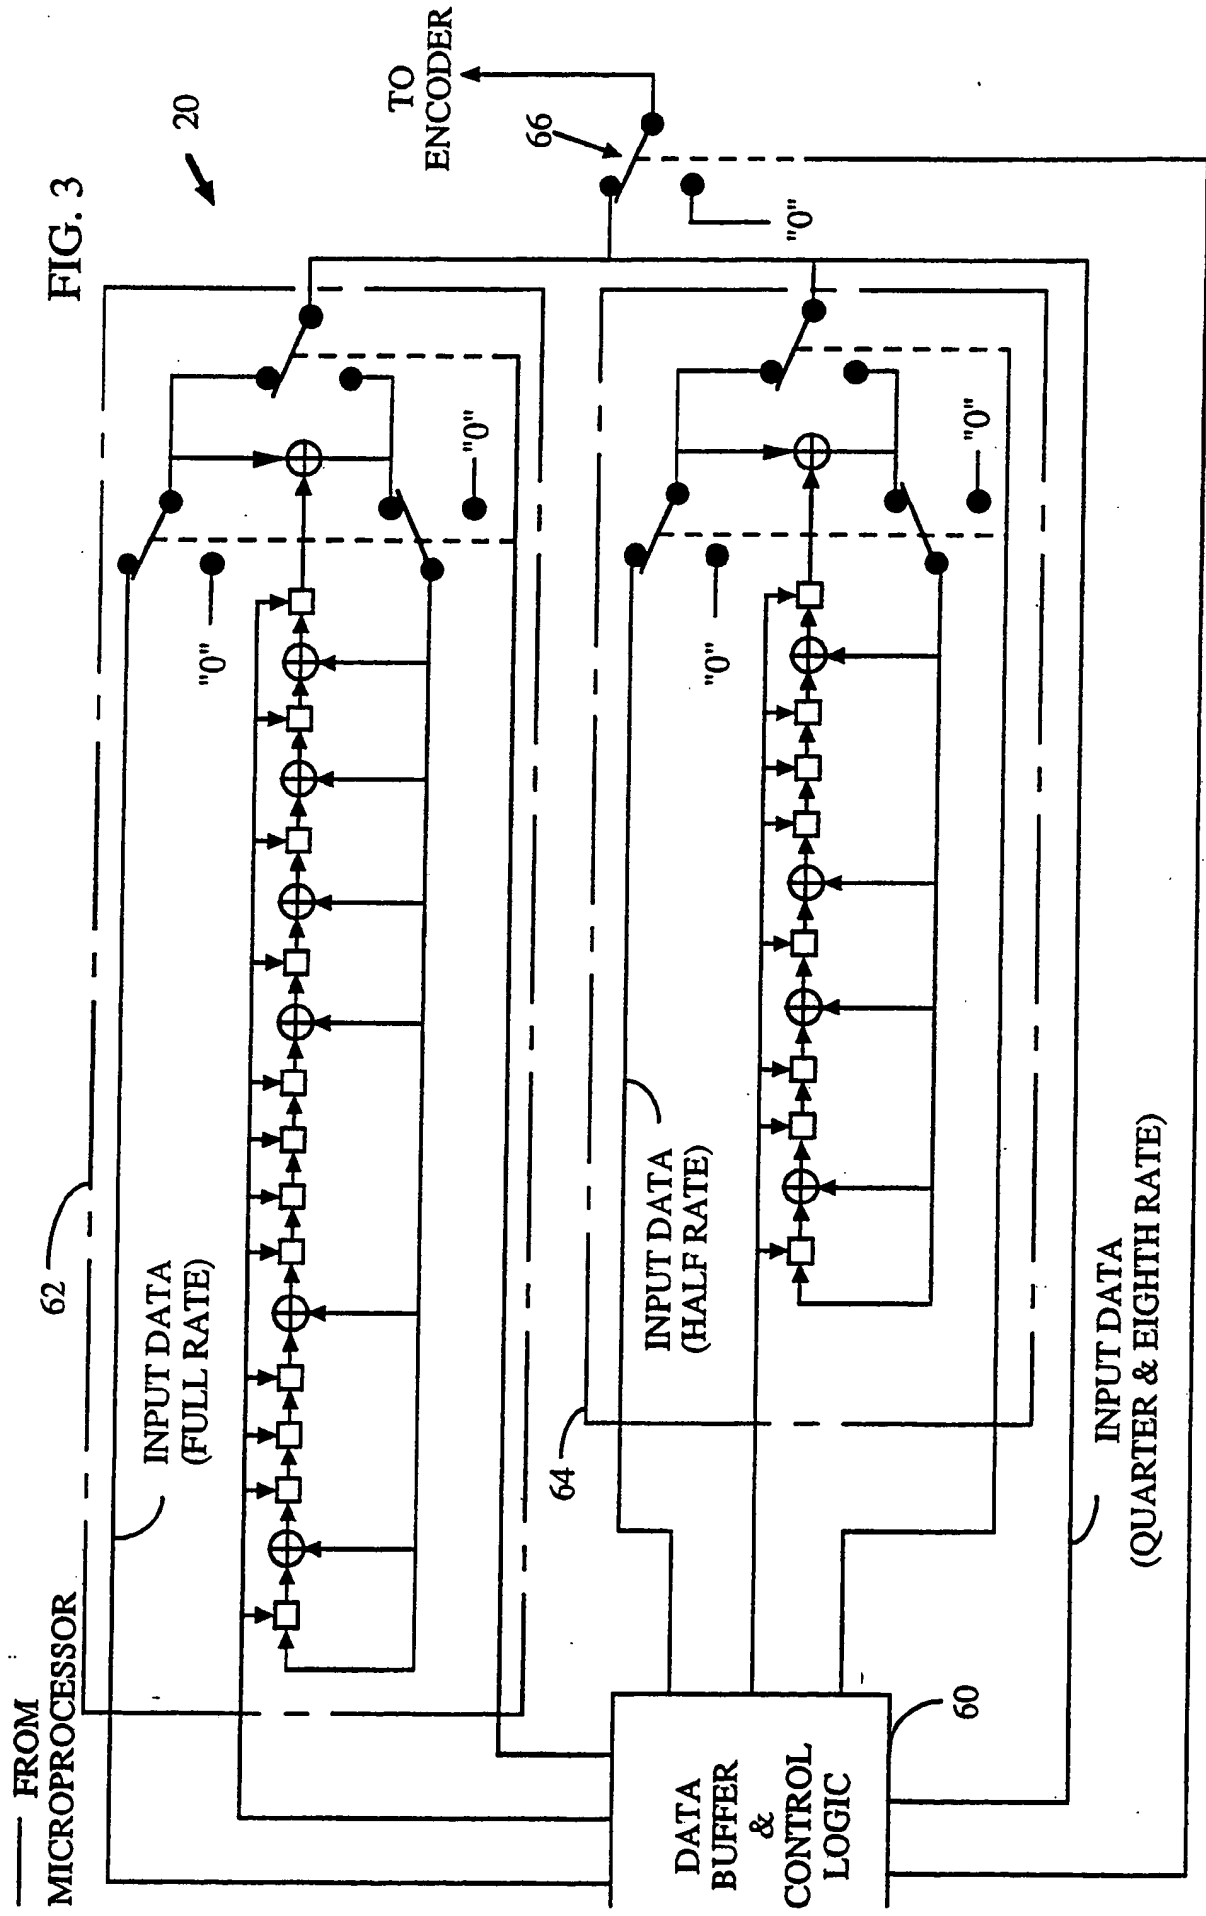 FIG. 3
20
FROM
MICROPROCESSOR
62
INPUT DATA
(FULL RATE)
"0"
"0"
TO
ENCODER
66
"0"
64
INPUT DATA
(HALF RATE)
"0"
"0"
DATA
BUFFER
&
CONTROL
LOGIC
60
INPUT DATA
(QUARTER & EIGHTH RATE)